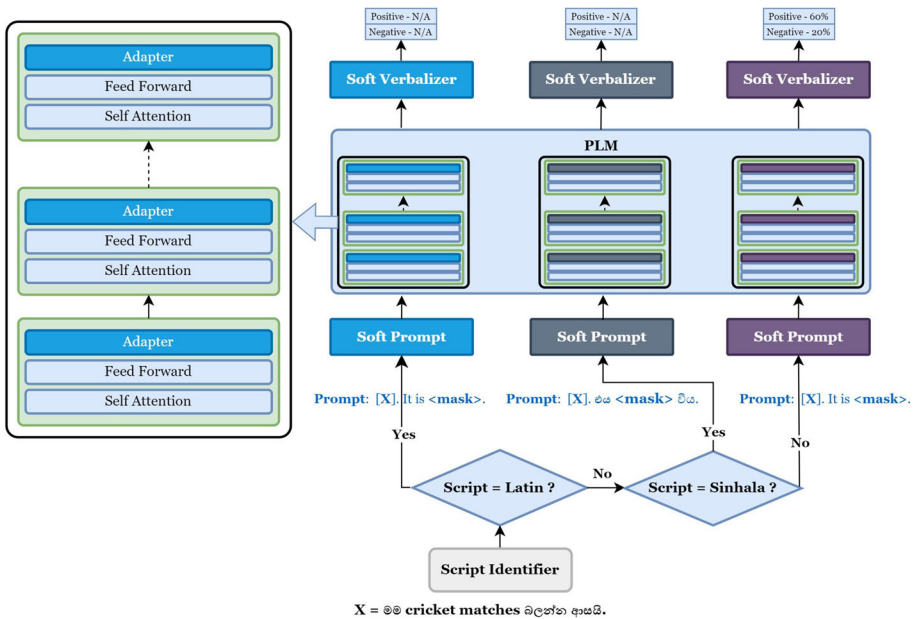 Positive - N/A
Negative - N/A
Positive - N/A
Negative - N/A
Positive - 60%
Negative - 20%
Soft Verbalizer
Soft Verbalizer
Soft Verbalizer
Adapter
Feed Forward
Self Attention
Adapter
Feed Forward
Self Attention
Adapter
Feed Forward
Self Attention
PLM
Soft Prompt
Soft Prompt
Soft Prompt
Prompt: [X]. It is <mask>.
Prompt: [X]. එය <mask> විය.
Prompt: [X]. It is <mask>.
Yes
Yes
No
Script = Latin ?
No
Script = Sinhala ?
Script Identifier
X = මම cricket matches බලන්න ආසයි.